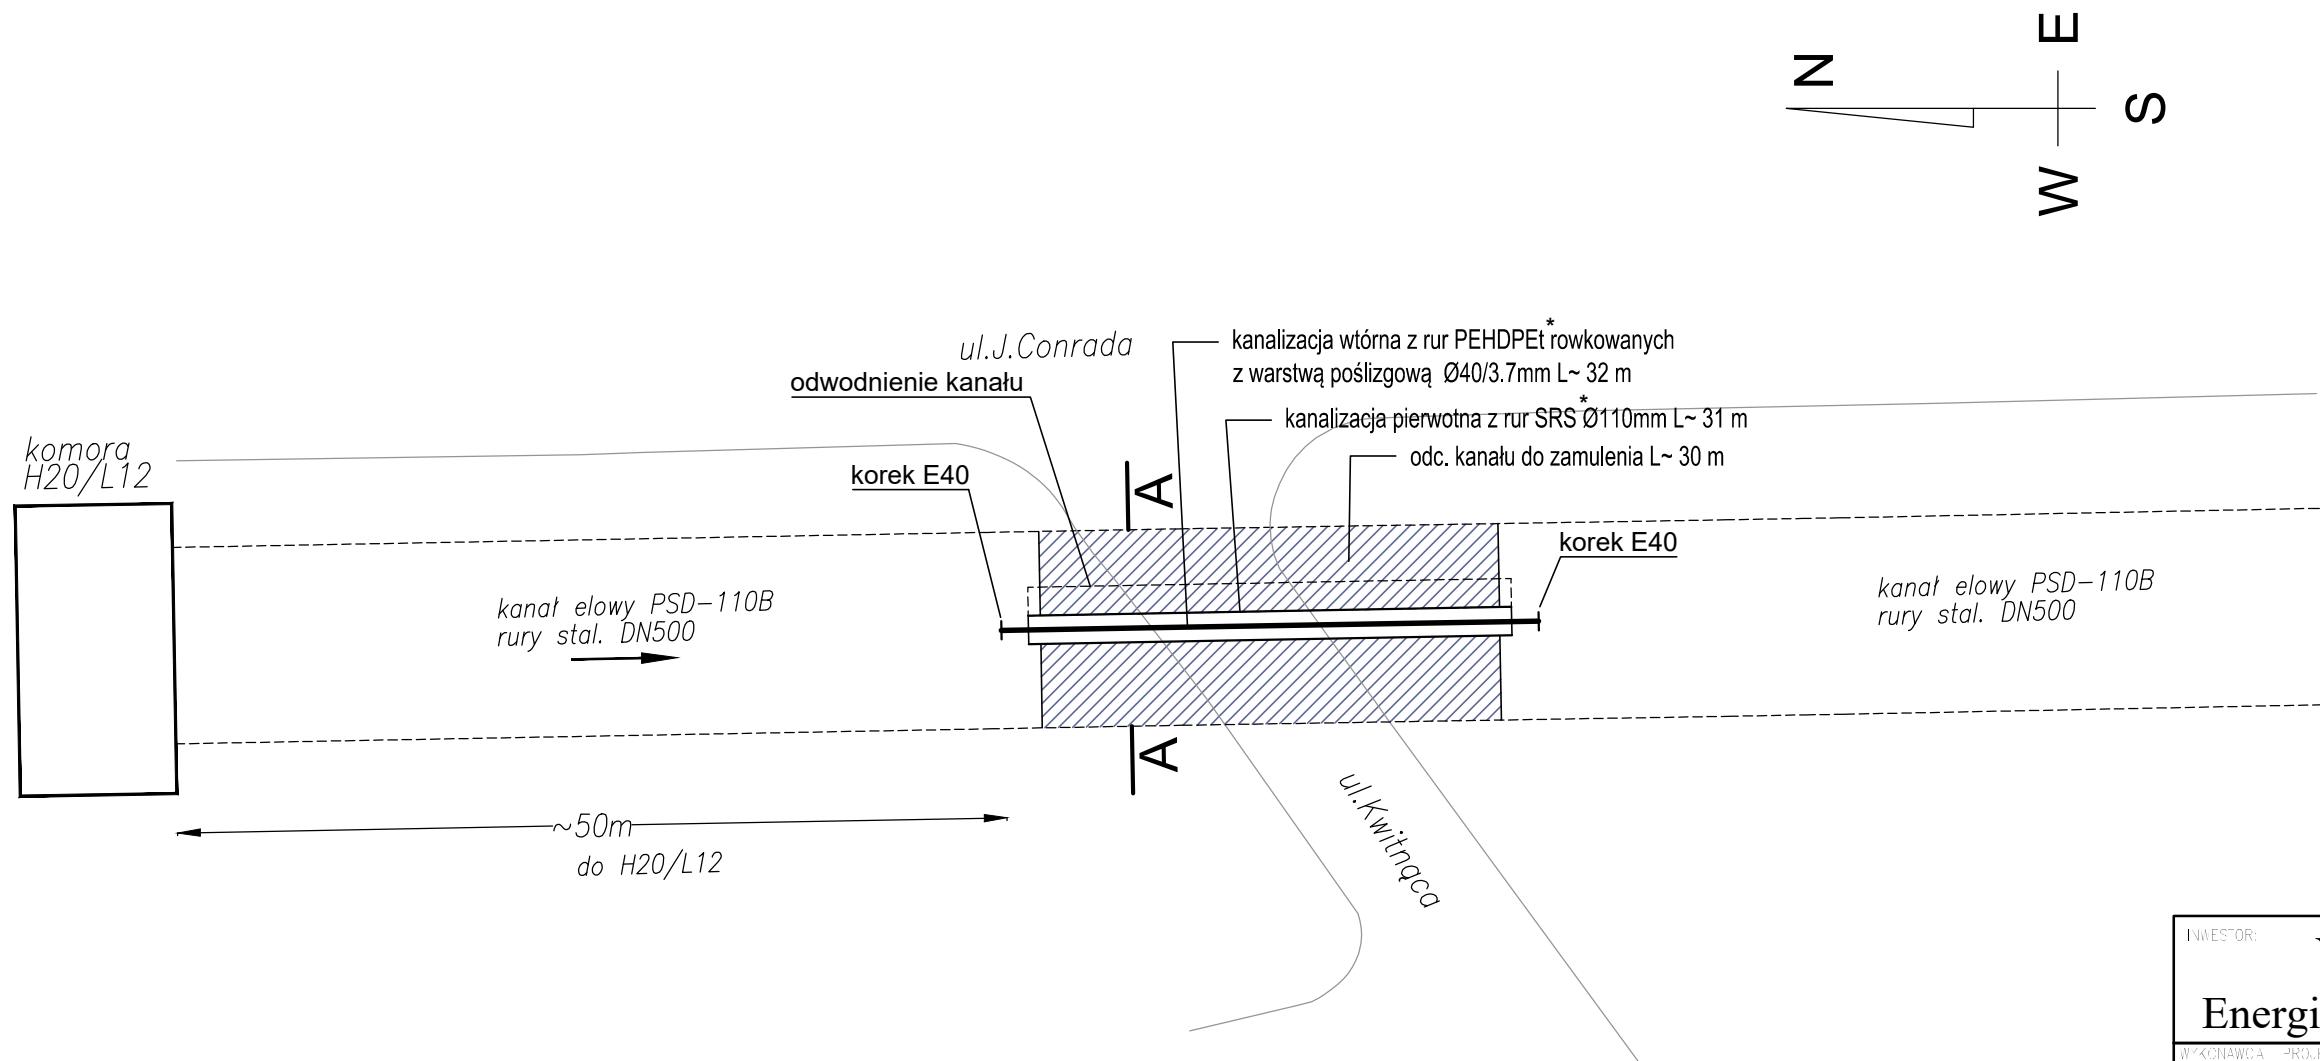 N
E
S
W
ul.J.Conrada
kanalizacja wtórna z rur PEHDPEt* rowkowanych
z warstwą poślizgową Ø40/3.7mm L~ 32 m
odwodnienie kanału
kanalizacja pierwotna z rur SRS* Ø110mm L~ 31 m
odc. kanału do zamulenia L~ 30 m
komora
H20/L12
korek E40
A
korek E40
kanał elowy PSD-110B
rury stal. DN500
kanał elowy PSD-110B
rury stal. DN500
A
~50m
do H20/L12
ul.Kwitnąca
INWESTOR:
Energi